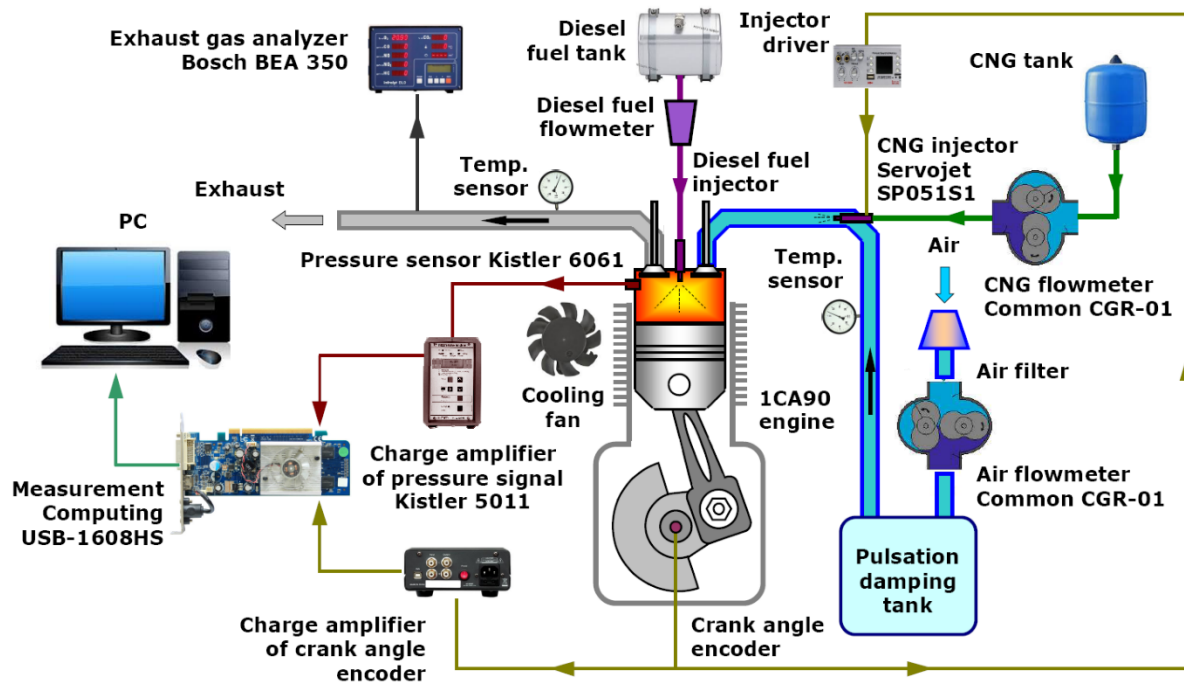 Exhaust gas analyzer
Bosch BEA 350
Diesel
fuel tank
Injector
driver
CNG tank
Diesel fuel
flowmeter
Temp.
sensor
Diesel fuel
injector
CNG injector
Servojet
SP051S1
Exhaust
PC
Air
Pressure sensor Kistler 6061
Temp.
sensor
CNG flowmeter
Common CGR-01
Cooling
fan
1CA90
engine
Air filter
Charge amplifier
of pressure signal
Kistler 5011
Air flowmeter
Common CGR-01
Measurement
Computing
USB-1608HS
Pulsation
damping
tank
Charge amplifier
of crank angle
encoder
Crank angle
encoder